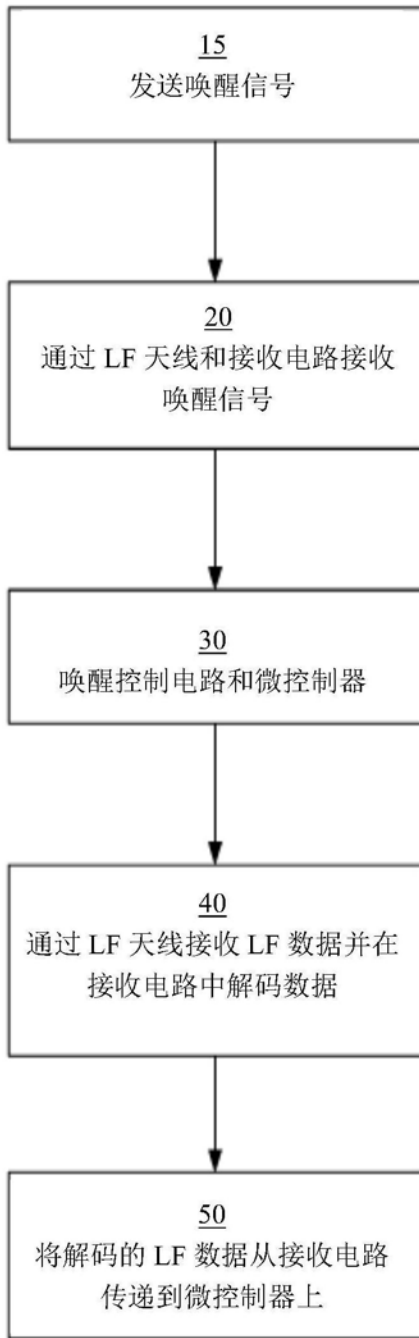 15
发送唤醒信号
20
通过 LF 天线和接收电路接收
唤醒信号
30
唤醒控制电路和微控制器
40
通过 LF 天线接收 LF 数据并在
接收电路中解码数据
50
将解码的 LF 数据从接收电路
传递到微控制器上